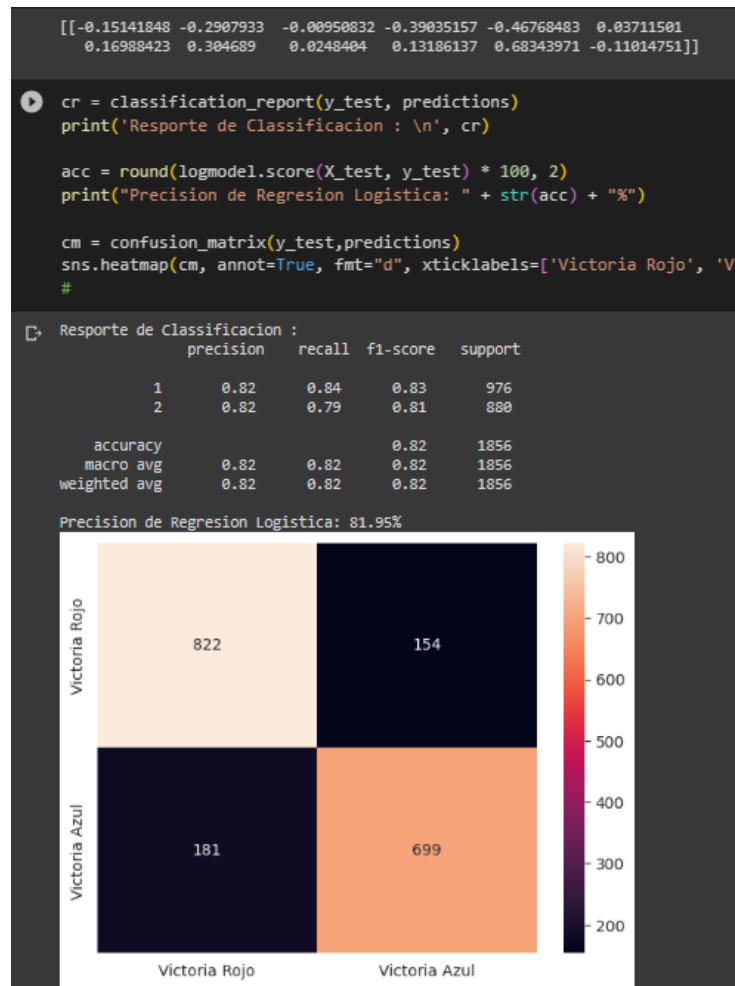 [[-0.15141848 -0.2907933  -0.00950832 -0.39035157 -0.46768483  0.03711501
   0.16988423  0.304689    0.0248404   0.13186137  0.68343971 -0.11014751]]
cr = classification_report(y_test, predictions)
print('Resporte de Classificacion : \n', cr)
acc = round(logmodel.score(X_test, y_test) * 100, 2)
print("Precision de Regresion Logistica: " + str(acc) + "%")
cm = confusion_matrix(y_test,predictions)
sns.heatmap(cm, annot=True, fmt="d", xticklabels=['Victoria Rojo', 'V
#
Resporte de Classificacion :
precision recall f1-score support
1 0.82 0.84 0.83 976
2 0.82 0.79 0.81 880
accuracy 0.82 1856
macro avg 0.82 0.82 0.82 1856
weighted avg 0.82 0.82 0.82 1856
Precision de Regresion Logistica: 81.95%
Victoria Rojo
822 154
Victoria Azul
181 699
Victoria Rojo Victoria Azul
800
700
600
500
400
300
200